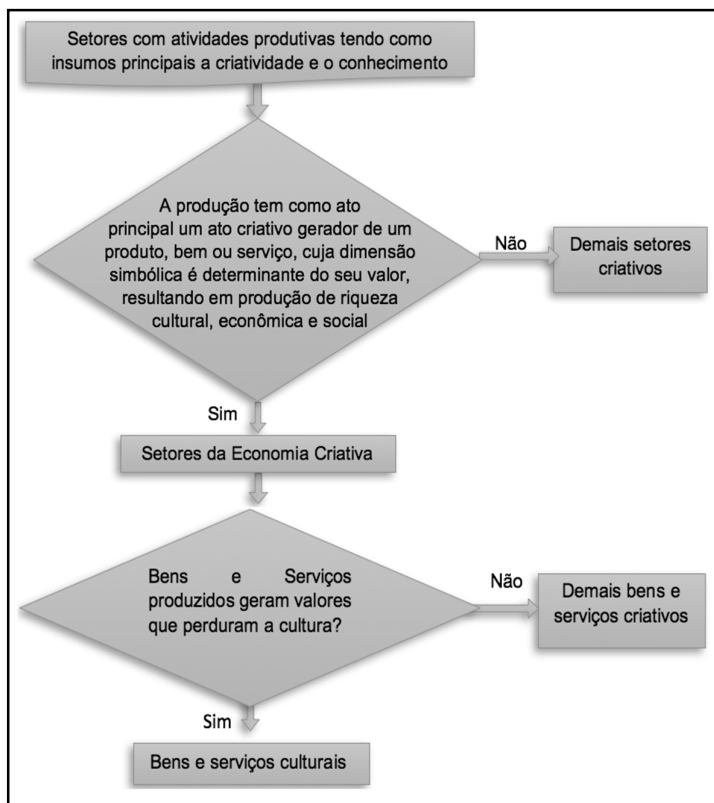 Setores com atividades produtivas tendo como
insumos principais a criatividade e o conhecimento
A produção tem como ato
principal um ato criativo gerador de um
produto, bem ou serviço, cuja dimensão
simbólica é determinante do seu valor,
resultando em produção de riqueza
cultural, econômica e social
Não
Demais setores
criativos
Sim
Setores da Economia Criativa
Bens e Serviços
produzidos geram valores
que perduram a cultura?
Não
Demais bens e
serviços criativos
Sim
Bens e serviços culturais